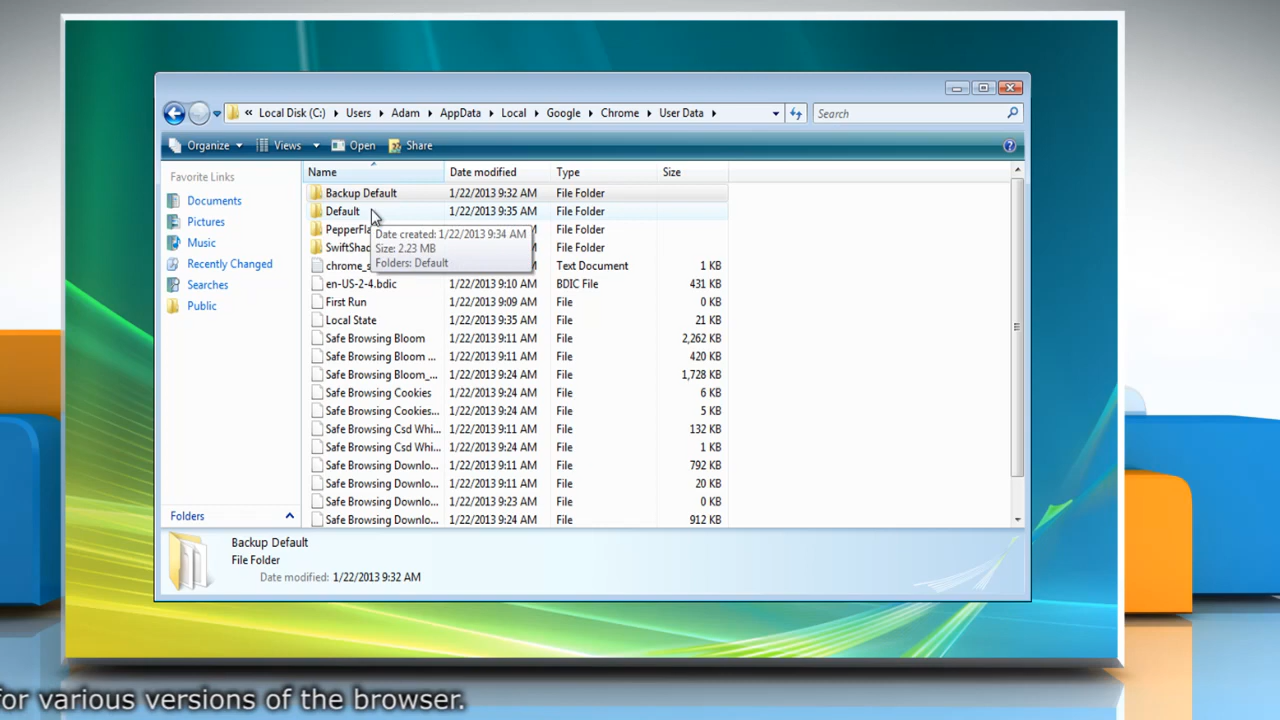 « Local Disk (C:) Users Adam AppData Local Google Chrome User Data Search
Organize Views Open Share
Favorite Links
Documents
Pictures
Music
Recently Changed
Searches
Public
Folders
Name Date modified Type Size
Backup Default 1/22/2013 9:32 AM File Folder
Default 1/22/2013 9:35 AM File Folder
PepperFla File Folder
SwiftShad File Folder
chrome_s Text Document 1 KB
Date created: 1/22/2013 9:34 AM
Size: 2.23 MB
Folders: Default
en-US-2-4.bdic 1/22/2013 9:10 AM BDIC File 431 KB
First Run 1/22/2013 9:09 AM File 0 KB
Local State 1/22/2013 9:35 AM File 21 KB
Safe Browsing Bloom 1/22/2013 9:11 AM File 2,262 KB
Safe Browsing Bloom ... 1/22/2013 9:11 AM File 420 KB
Safe Browsing Bloom_... 1/22/2013 9:24 AM File 1,728 KB
Safe Browsing Cookies 1/22/2013 9:24 AM File 6 KB
Safe Browsing Cookies... 1/22/2013 9:24 AM File 5 KB
Safe Browsing Csd Whi... 1/22/2013 9:11 AM File 132 KB
Safe Browsing Csd Whi... 1/22/2013 9:24 AM File 1 KB
Safe Browsing Downlo... 1/22/2013 9:11 AM File 792 KB
Safe Browsing Downlo... 1/22/2013 9:11 AM File 20 KB
Safe Browsing Downlo... 1/22/2013 9:23 AM File 0 KB
Safe Browsing Downlo... 1/22/2013 9:24 AM File 912 KB
Backup Default
File Folder
Date modified: 1/22/2013 9:32 AM
for various versions of the browser.